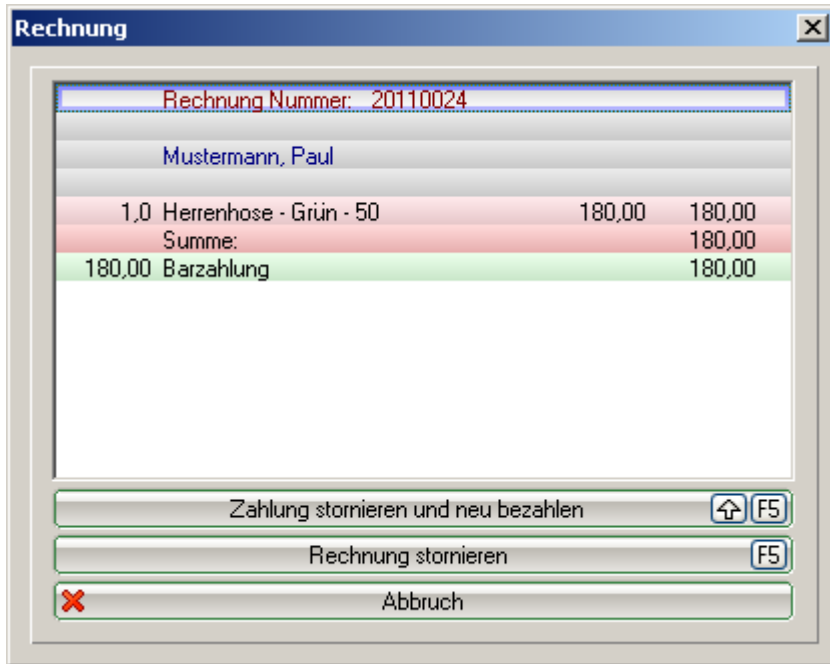 Rechnung
Rechnung Nummer: 20110024
Mustermann, Paul
1,0 Herrenhose - Grün - 50 180,00 180,00
Summe: 180,00
180,00 Barzahlung 180,00
Zahlung stornieren und neu bezahlen F5
Rechnung stornieren F5
Abbruch